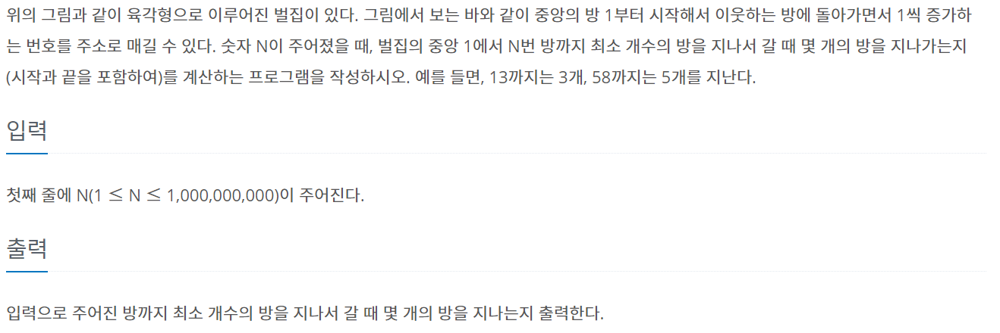 위의 그림과 같이 육각형으로 이루어진 벌집이 있다. 그림에서 보는 바와 같이 중앙의 방 1부터 시작해서 이웃하는 방에 돌아가면서 1씩 증가하
는 번호를 주소로 매길 수 있다. 숫자 N이 주어졌을 때, 벌집의 중앙 1에서 N번 방까지 최소 개수의 방을 지나서 갈 때 몇 개의 방을 지나가는지
(시작과 끝을 포함하여)를 계산하는 프로그램을 작성하시오. 예를 들면, 13까지는 3개, 58까지는 5개를 지난다.
입력
첫째 줄에 N(1 ≤ N ≤ 1,000,000,000)이 주어진다.
출력
입력으로 주어진 방까지 최소 개수의 방을 지나서 갈 때 몇 개의 방을 지나는지 출력한다.